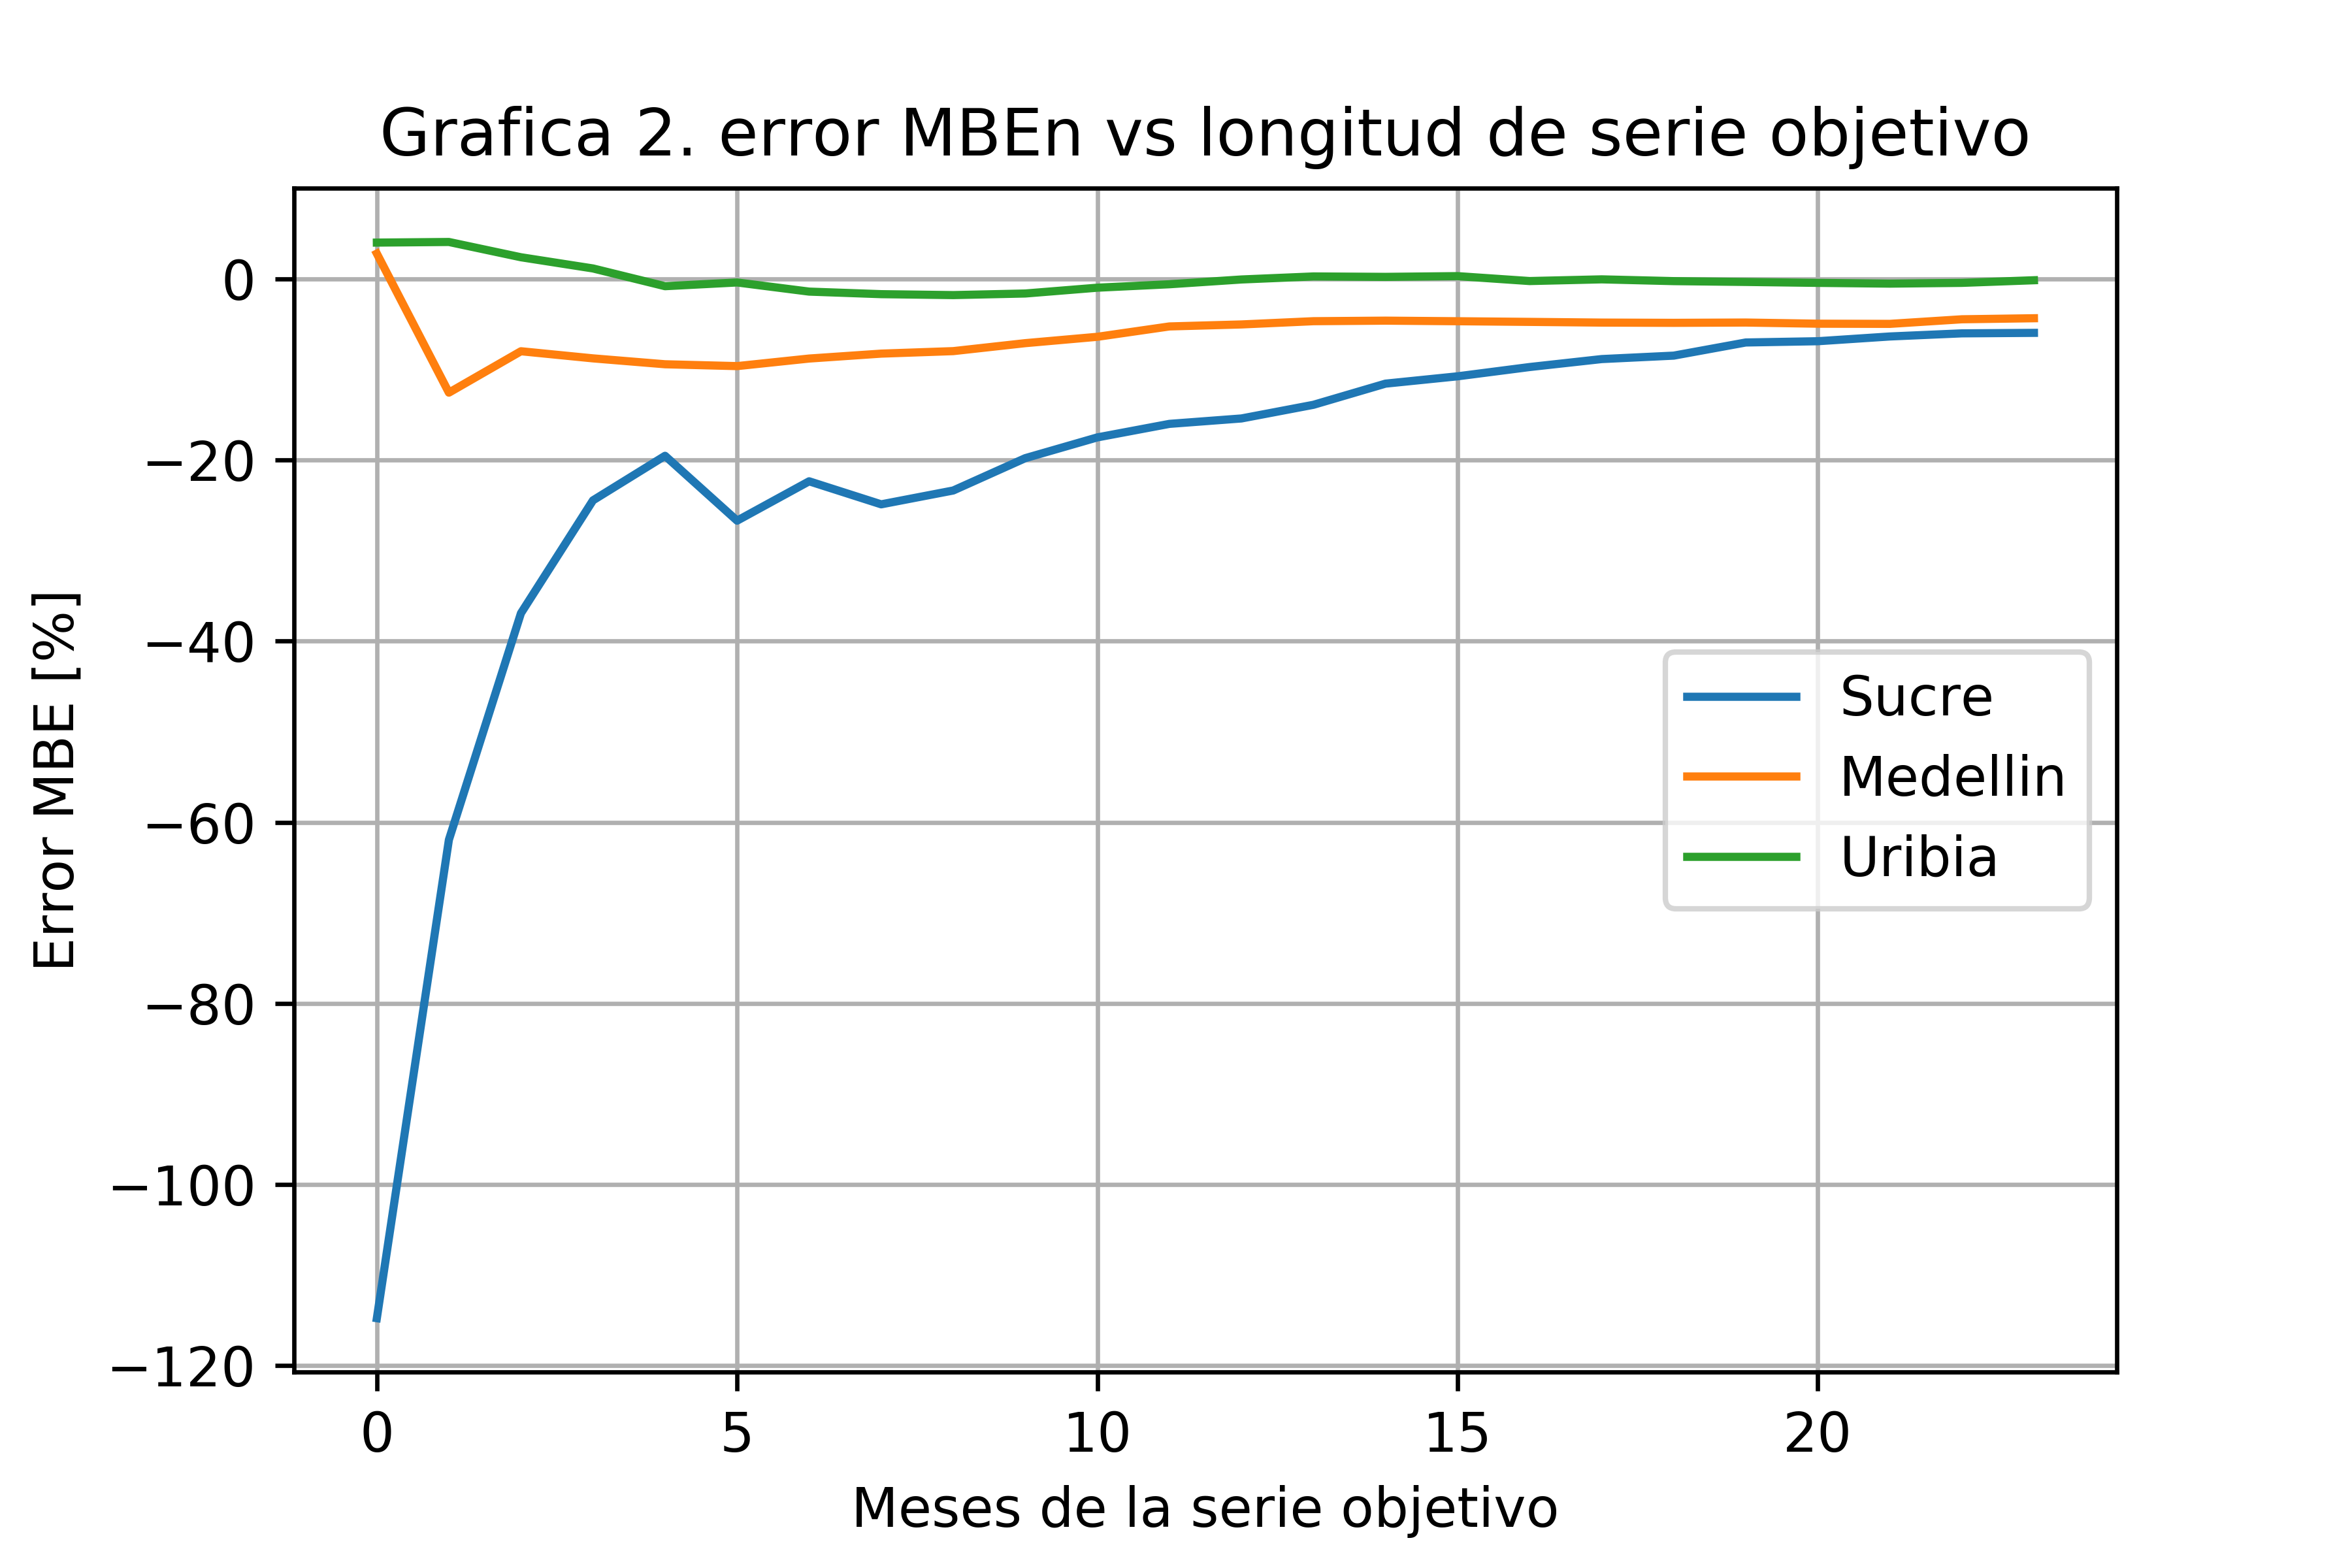 Grafica 2. error MBEn vs longitud de serie objetivo
Error MBE [%]
0
−20
−40
−60
−80
−100
−120
Sucre
Medellin
Uribia
0 5 10 15 20
Meses de la serie objetivo